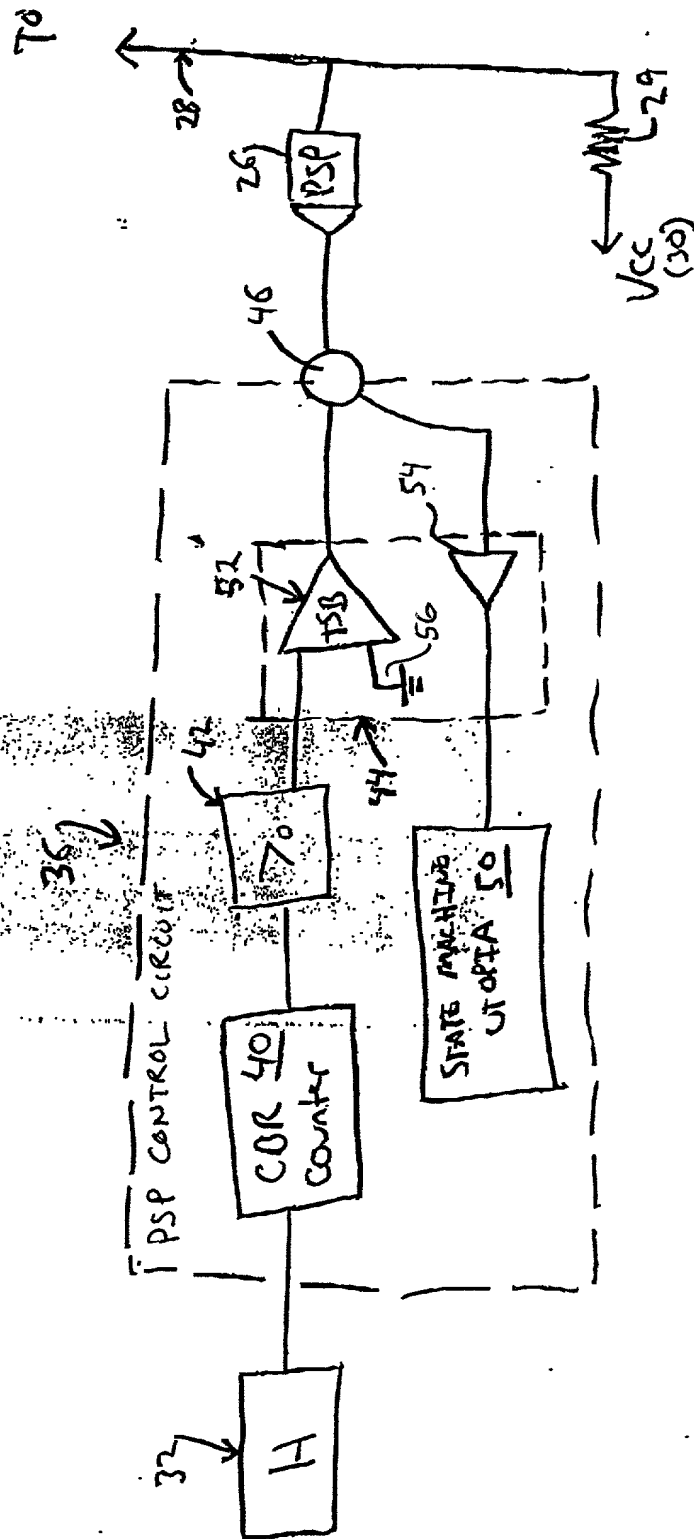 TO
28
26
PSP
29
VCC
(30)
46
36
PSP CONTROL CIRCUIT
52
TSB
54
56
44
42
>0
CBR 40
Counter
STATE MACHINE
UTOPIA 50
32
H